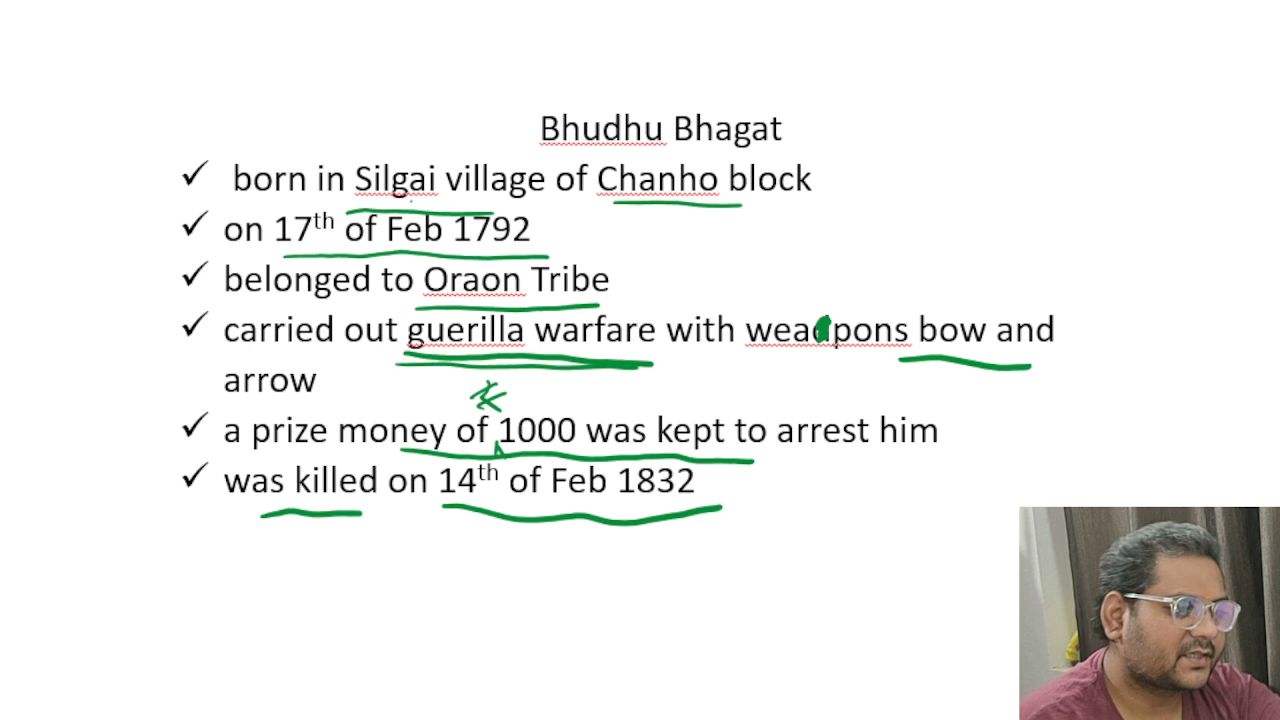 Bhudhu Bhagat
✓ born in Silgai village of Chanho block
✓ on 17th of Feb 1792
✓ belonged to Oraon Tribe
✓ carried out guerilla warfare with weadpons bow and
arrow
✓ a prize money of 1000 was kept to arrest him
✓ was killed on 14th of Feb 1832